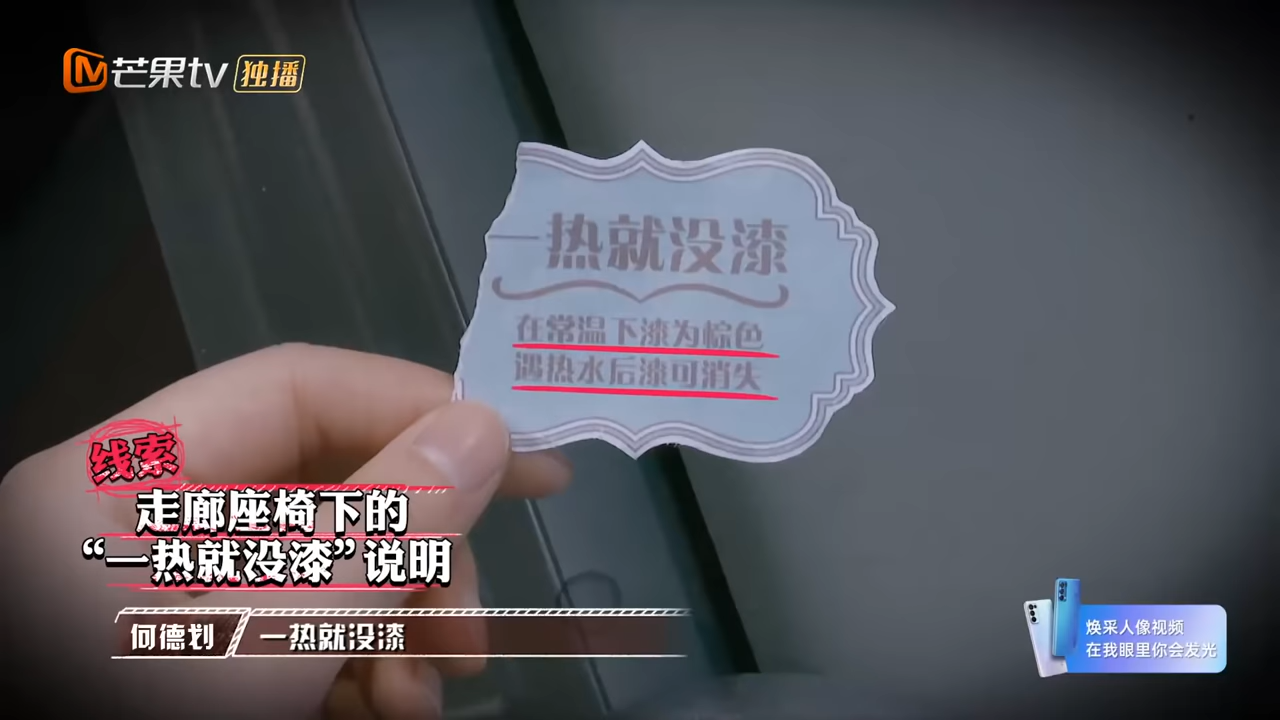 芒果tv 独播
一热就没漆
在常温下漆为棕色
遇热水后漆可消失
线索
走廊座椅下的
“一热就没漆”说明
何德划 一热就没漆
焕采人像视频
在我眼里你会发光